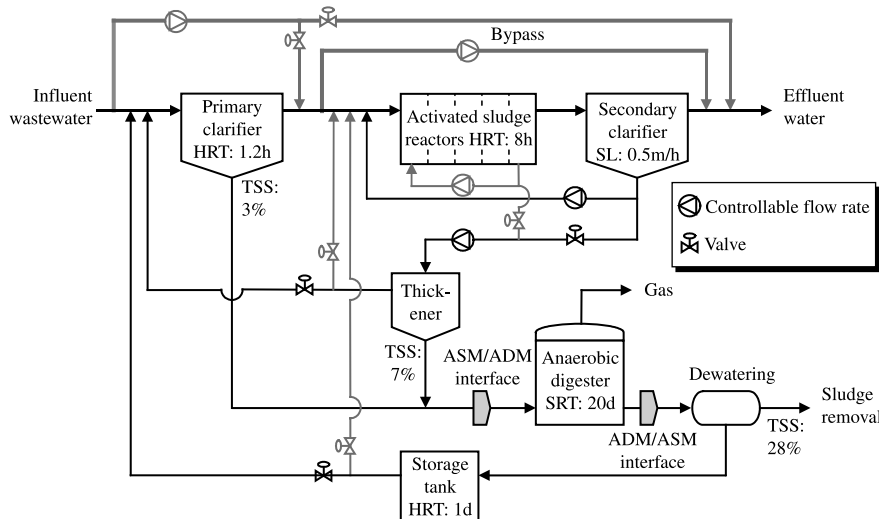 Bypass
Influent
wastewater
Primary
clarifier
HRT: 1.2h
Activated sludge
reactors HRT: 8h
Secondary
clarifier
SL: 0.5m/h
Effluent
water
TSS:
3%
Controllable flow rate
Valve
Thick-
ener
Gas
TSS:
7%
ASM/ADM
interface
Anaerobic
digester
SRT: 20d
Dewatering
Sludge
removal
TSS:
28%
ADM/ASM
interface
Storage
tank
HRT: 1d